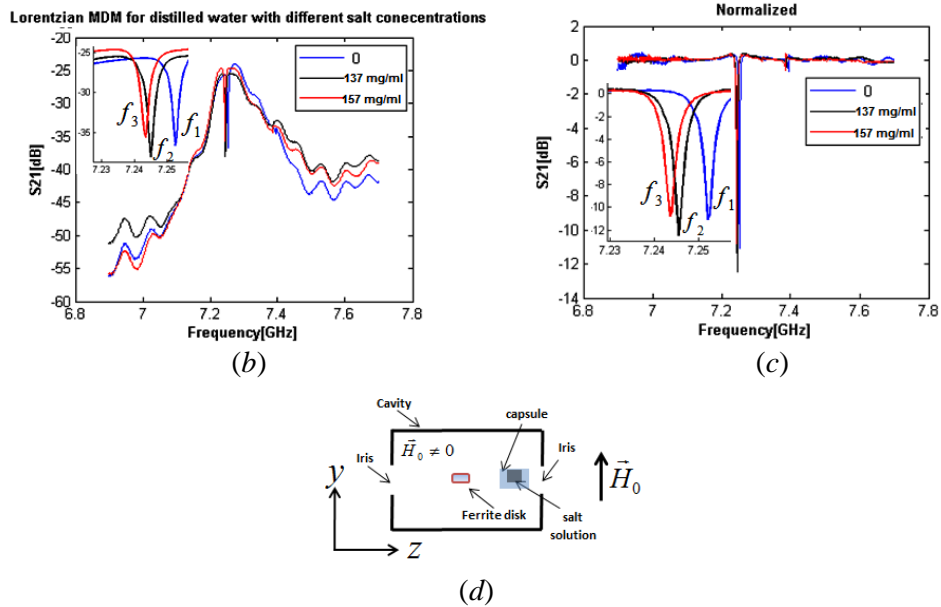 Lorentzian MDM for distilled water with different salt conecentrations
-20
-25
-30
-35
-40
-45
-50
-55
-60
S21[dB]
6.8
7
7.2
7.4
7.6
7.8
Frequency[GHz]
-25
-30
-35
7.23
7.24
7.25
f3
f2
f1
0
137 mg/ml
157 mg/ml
(b)
Normalized
2
0
-2
-4
-6
-8
-10
-12
-14
S21[dB]
6.8
7
7.2
7.4
7.6
7.8
Frequency[GHz]
0
-2
-4
-6
-8
-10
-12
7.230
7.245
7.25
f3
f2
f1
0
137 mg/ml
157 mg/ml
(c)
Cavity
capsule
Iris
H0 ≠ 0
Iris
H0
y
Ferrite disk
salt
solution
z
(d)